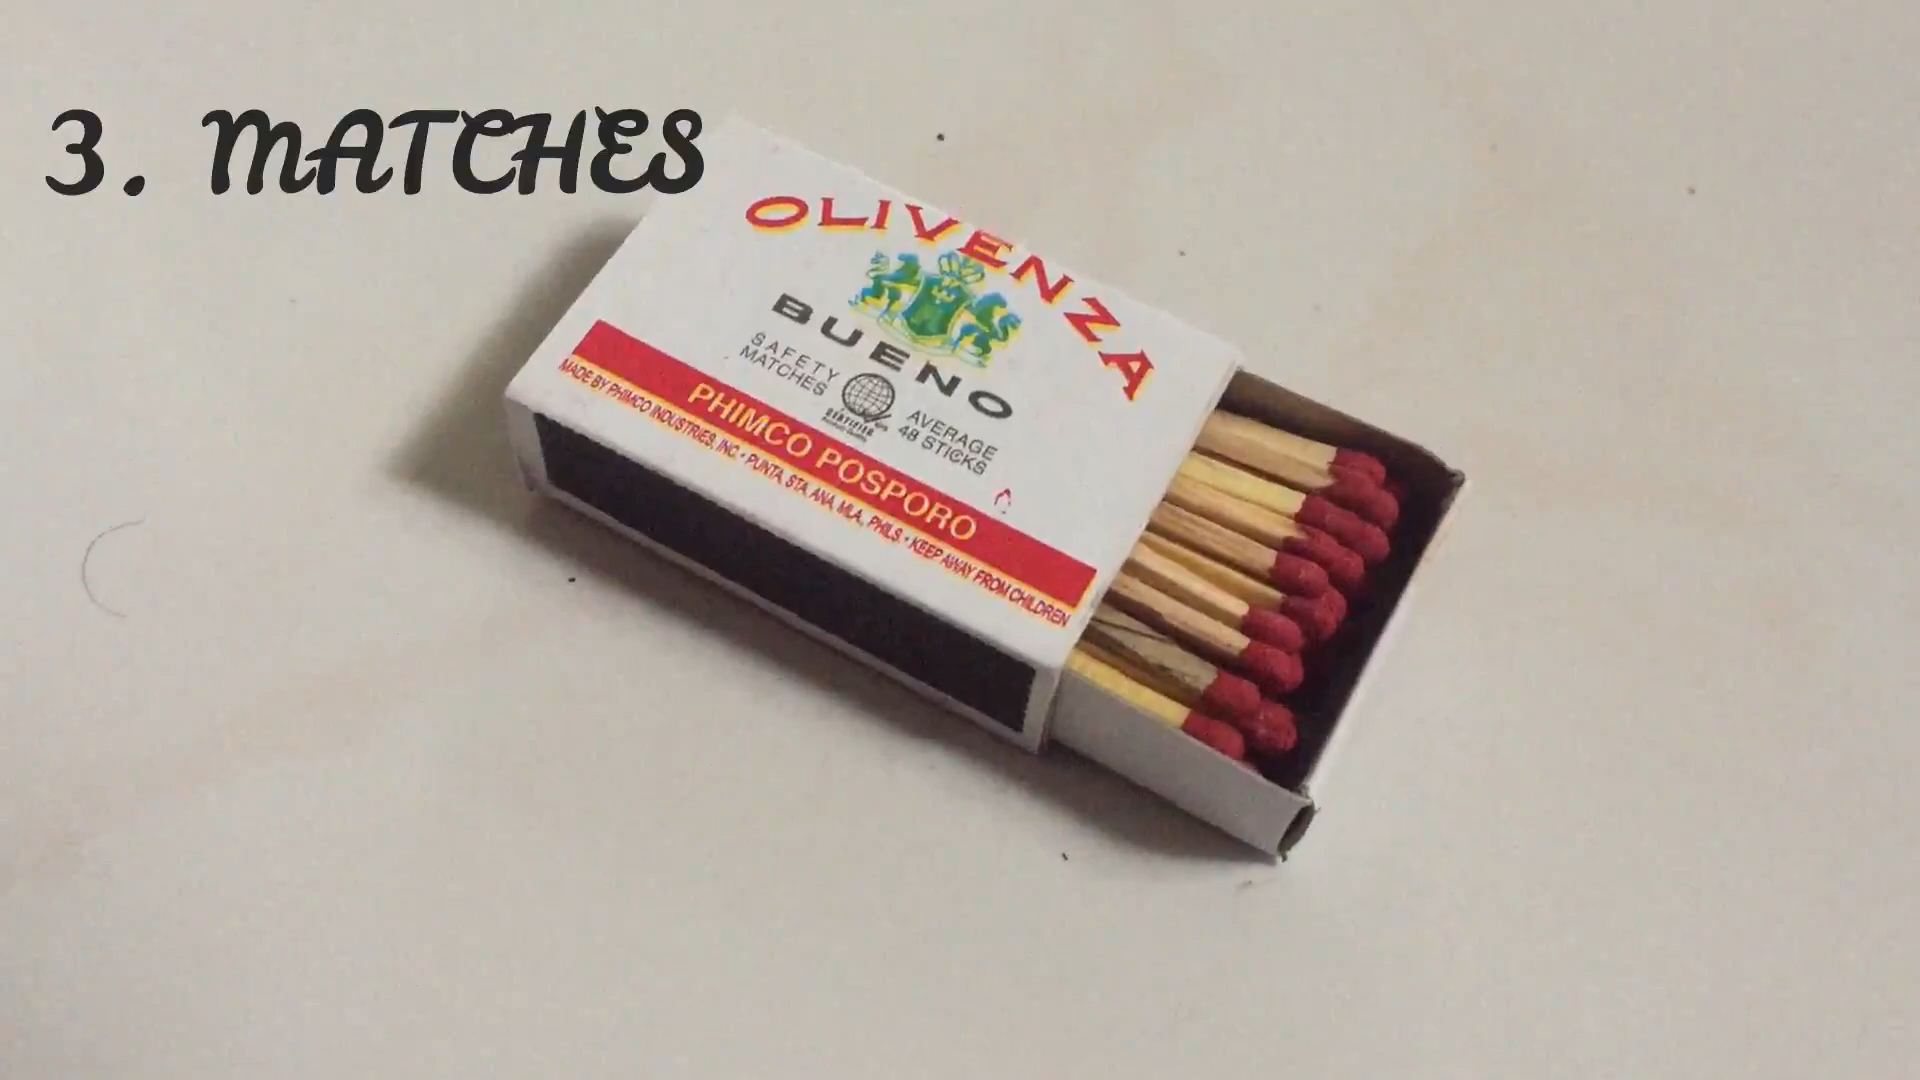 3. MATCHES
OLIVENZA
BUENO
SAFETY
MATCHES
CERTIFIED
AVERAGE
48 STICKS
PHIMCO POSPORO
MADE BY PHIMCO INDUSTRIES, INC. • PUNTA, STA. ANA, MLA., PHILS. • KEEP AWAY FROM CHILDREN